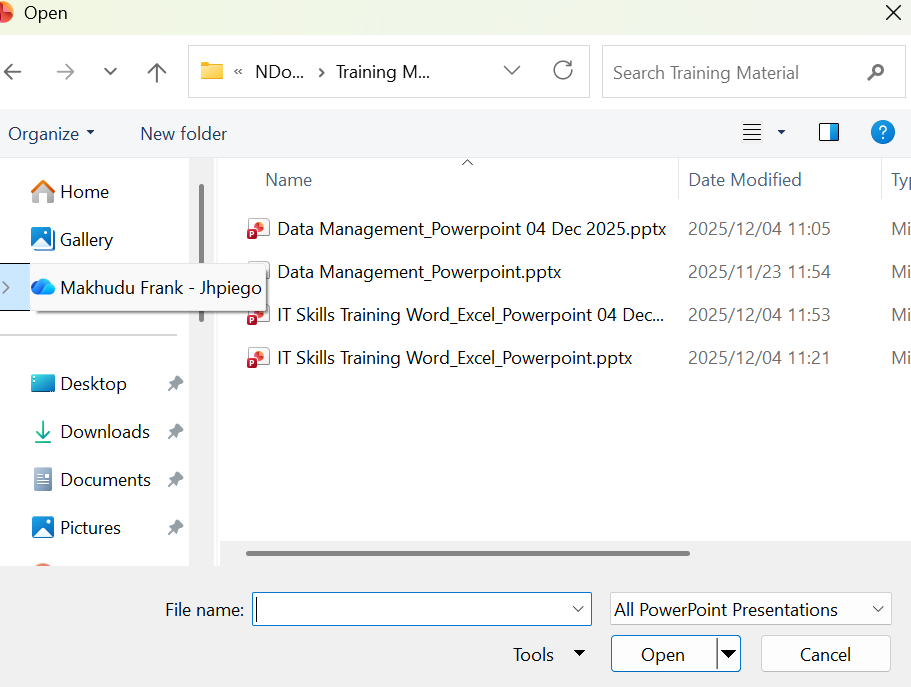 Open
« NDo... › Training M...
Search Training Material
Organize
New folder
Name
Date Modified
Home
Gallery
Makhudu Frank - Jhpiego
Desktop
Downloads
Documents
Pictures
Data Management_Powerpoint 04 Dec 2025.pptx 2025/12/04 11:05 Mi
Data Management_Powerpoint.pptx 2025/11/23 11:54 Mi
IT Skills Training Word_Excel_Powerpoint 04 Dec... 2025/12/04 11:53 Mi
IT Skills Training Word_Excel_Powerpoint.pptx 2025/12/04 11:21 Mi
File name:
All PowerPoint Presentations
Tools
Open
Cancel